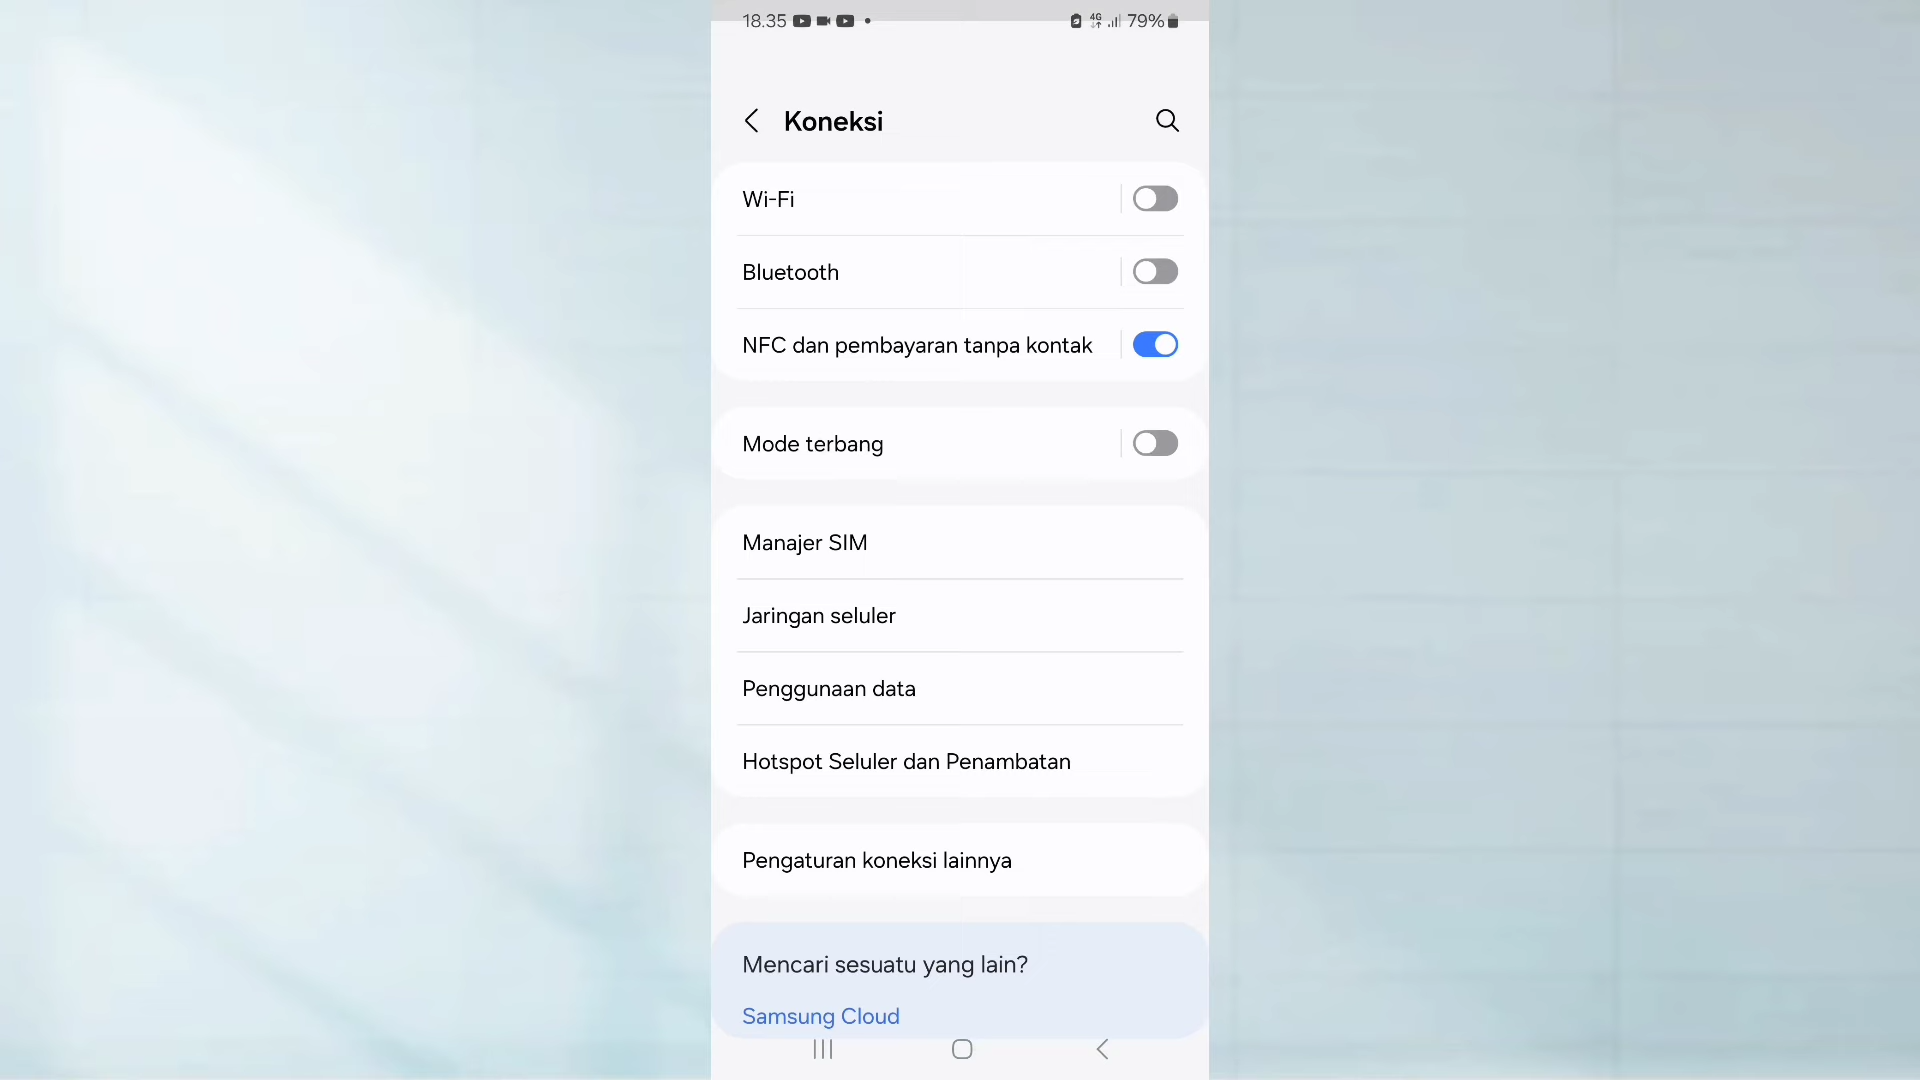 18.35
4G
79%
Koneksi
Wi-Fi
Bluetooth
NFC dan pembayaran tanpa kontak
Mode terbang
Manajer SIM
Jaringan seluler
Penggunaan data
Hotspot Seluler dan Penambatan
Pengaturan koneksi lainnya
Mencari sesuatu yang lain?
Samsung Cloud